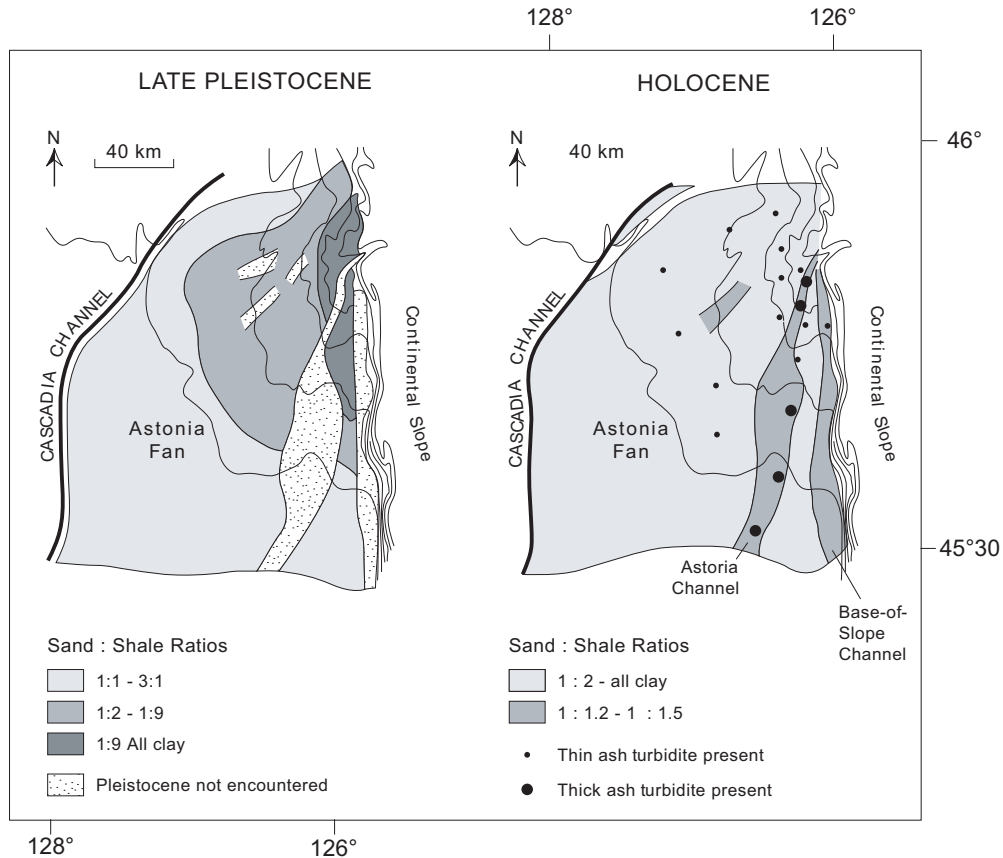 128°
126°
LATE PLEISTOCENE
HOLOCENE
N
40 km
N
40 km
46°
CASCADIA CHANNEL
Astonia
Fan
Continental Slope
CASCADIA CHANNEL
Astonia
Fan
Continental Slope
45°30
Astoria
Channel
Base-of-
Slope
Channel
Sand : Shale Ratios
1:1 - 3:1
1:2 - 1:9
1:9 All clay
Pleistocene not encountered
Sand : Shale Ratios
1 : 2 - all clay
1 : 1.2 - 1 : 1.5
Thin ash turbidite present
Thick ash turbidite present
128°
126°